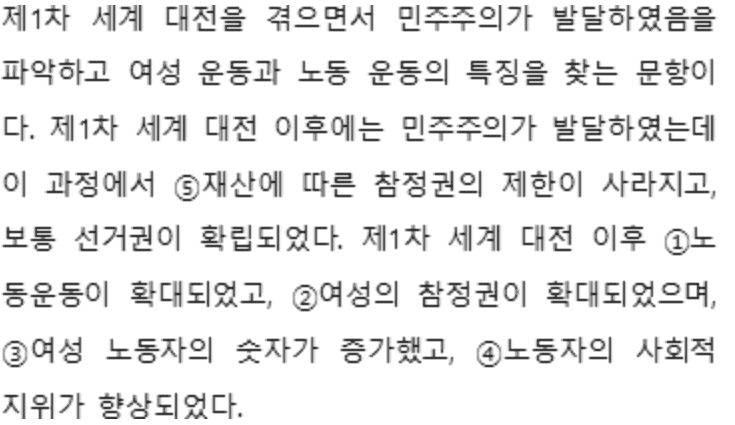 제1차 세계 대전을 겪으면서 민주주의가 발달하였음을
파악하고 여성 운동과 노동 운동의 특징을 찾는 문항이
다. 제1차 세계 대전 이후에는 민주주의가 발달하였는데
이 과정에서 ⑤재산에 따른 참정권의 제한이 사라지고,
보통 선거권이 확립되었다. 제1차 세계 대전 이후 ①노
동운동이 확대되었고, ②여성의 참정권이 확대되었으며,
③여성 노동자의 숫자가 증가했고, ④노동자의 사회적
지위가 향상되었다.